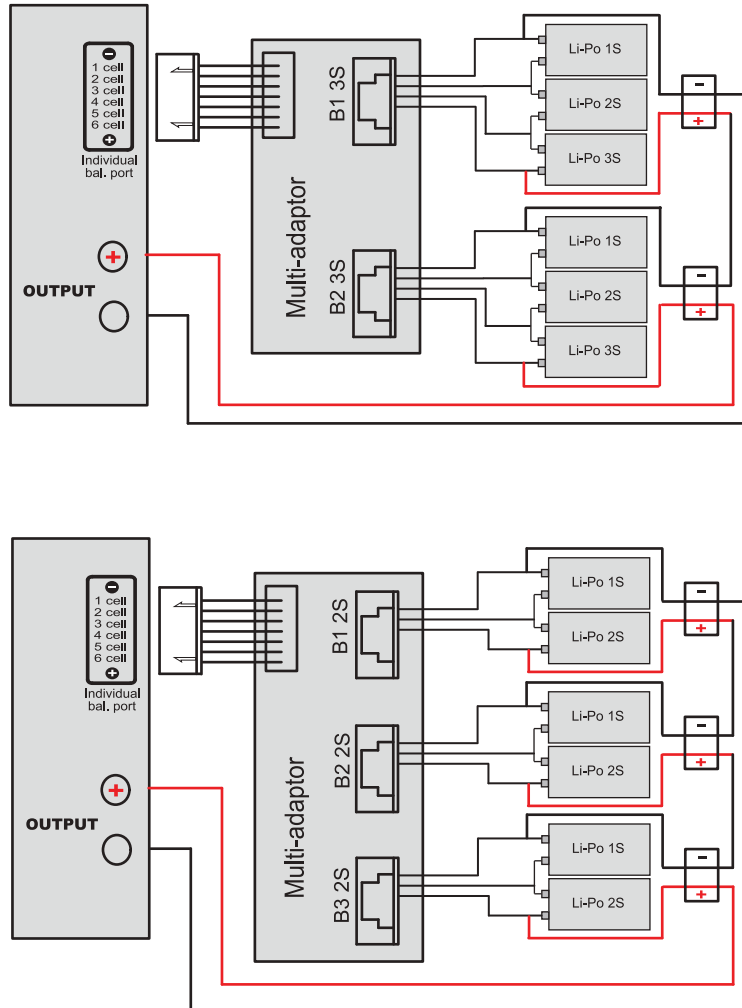 1 cell
2 cell
3 cell
4 cell
5 cell
6 cell
Individual
bal. port
+
OUTPUT
Multi-adaptor
B1 3S
B2 3S
Li-Po 1S
Li-Po 2S
Li-Po 3S
-
+
Li-Po 1S
Li-Po 2S
Li-Po 3S
-
+
1 cell
2 cell
3 cell
4 cell
5 cell
6 cell
Individual
bal. port
+
OUTPUT
Multi-adaptor
B1 2S
B2 2S
B3 2S
Li-Po 1S
Li-Po 2S
-
+
Li-Po 1S
Li-Po 2S
-
+
Li-Po 1S
Li-Po 2S
-
+